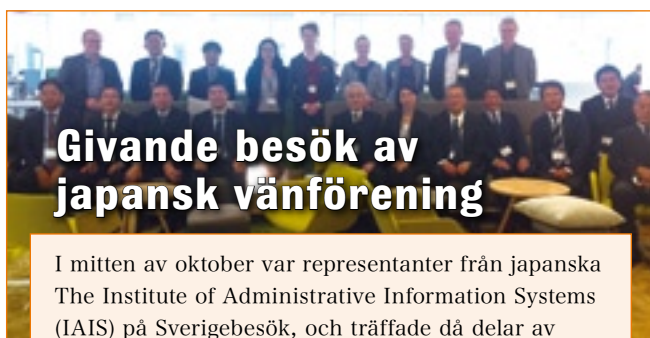 Givande besök av
japansk vänförening
I mitten av oktober var representanter från japanska
The Institute of Administrative Information Systems
(IAIS) på Sverigebesök, och träffade då delar av